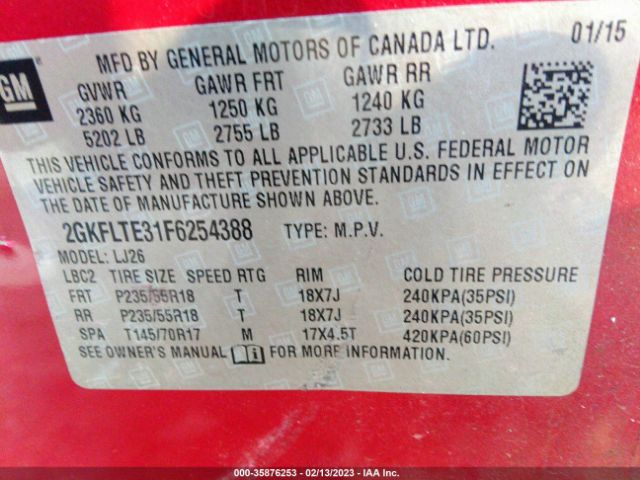 GM
MFD BY GENERAL MOTORS OF CANADA LTD. 01/15
GVWR GAWR FRT GAWR RR
2360 KG 1250 KG 1240 KG
5202 LB 2755 LB 2733 LB
THIS VEHICLE CONFORMS TO ALL APPLICABLE U.S. FEDERAL MOTOR
VEHICLE SAFETY AND THEFT PREVENTION STANDARDS IN EFFECT ON
THE DATE OF MANUFACTURE SHOWN ABOVE.
2GKFLTE31F6254388 TYPE: M.P.V.
MODEL: LJ26
LBC2 TIRE SIZE SPEED RTG RIM COLD TIRE PRESSURE
FRT P235/55R18 T 18X7J 240KPA(35PSI)
RR P235/55R18 T 18X7J 240KPA(35PSI)
SPA T145/70R17 M 17X4.5T 420KPA(60PSI)
SEE OWNER'S MANUAL FOR MORE INFORMATION.
000-35876253 - 02/13/2023 - IAA Inc.